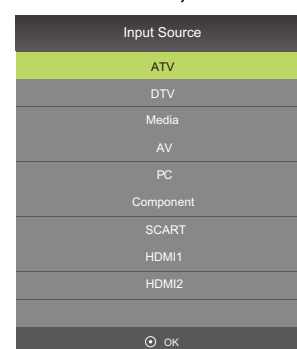 Input Source
ATV
DTV
Media
AV
PC
Component
SCART
HDMI1
HDMI2
OK